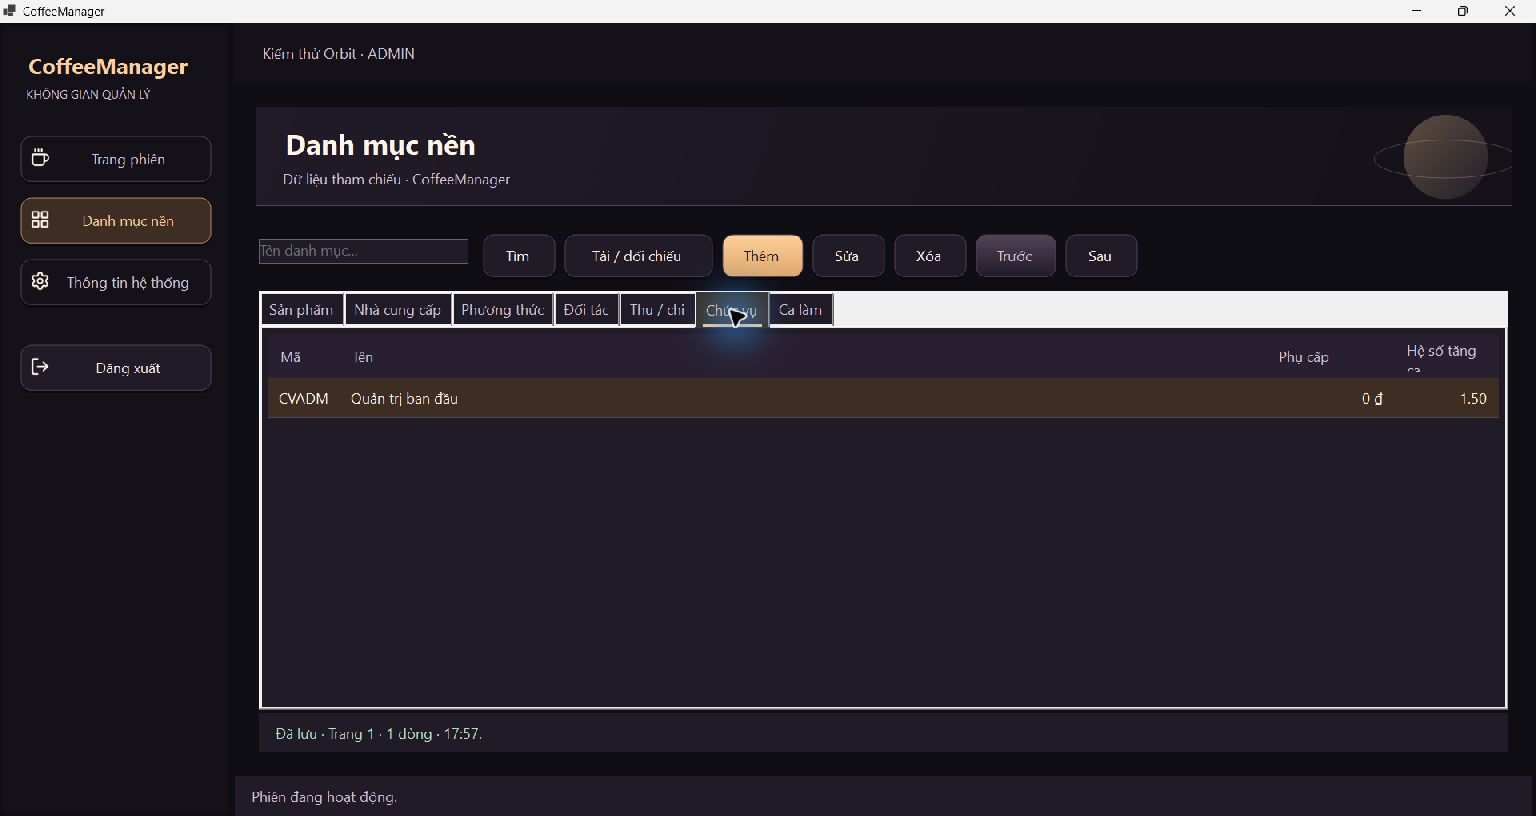 CoffeeManager
CoffeeManager
KHÔNG GIAN QUẢN LÝ
Trang phiên
Danh mục nền
Thông tin hệ thống
Đăng xuất
Kiểm thử Orbit · ADMIN
Danh mục nền
Dữ liệu tham chiếu · CoffeeManager
Tên danh mục...
Tìm
Tải / đối chiếu
Thêm
Sửa
Xóa
Trước
Sau
Sản phẩm
Nhà cung cấp
Phương thức
Đối tác
Thu / chi
Chức vụ
Ca làm
Mã
Tên
Phụ cấp
Hệ số tăng
ca
CVADM
Quản trị ban đầu
0 ₫
1.50
Đã lưu · Trang 1 · 1 dòng · 17:57.
Phiên đang hoạt động.